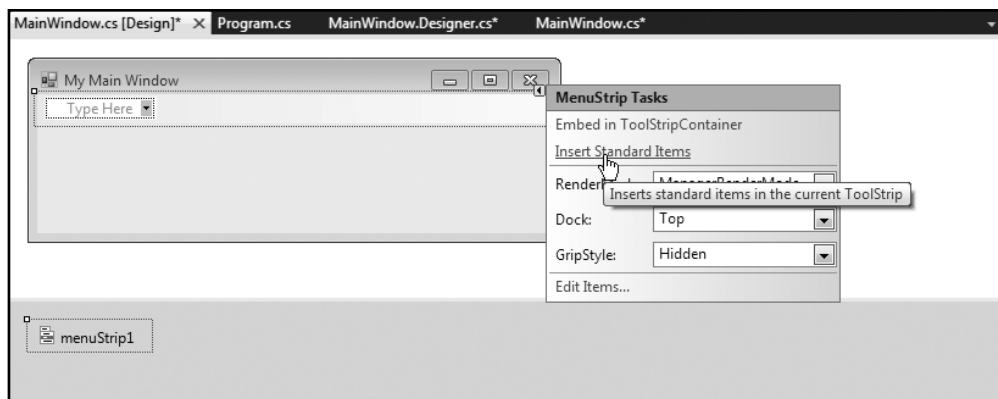 MainWindow.cs [Design]* Program.cs MainWindow.Designer.cs* MainWindow.cs*
My Main Window
Type Here
MenuStrip Tasks
Embed in ToolStripContainer
Insert Standard Items
Inserts standard items in the current ToolStrip
Dock: Top
GripStyle: Hidden
Edit Items...
menuStrip1